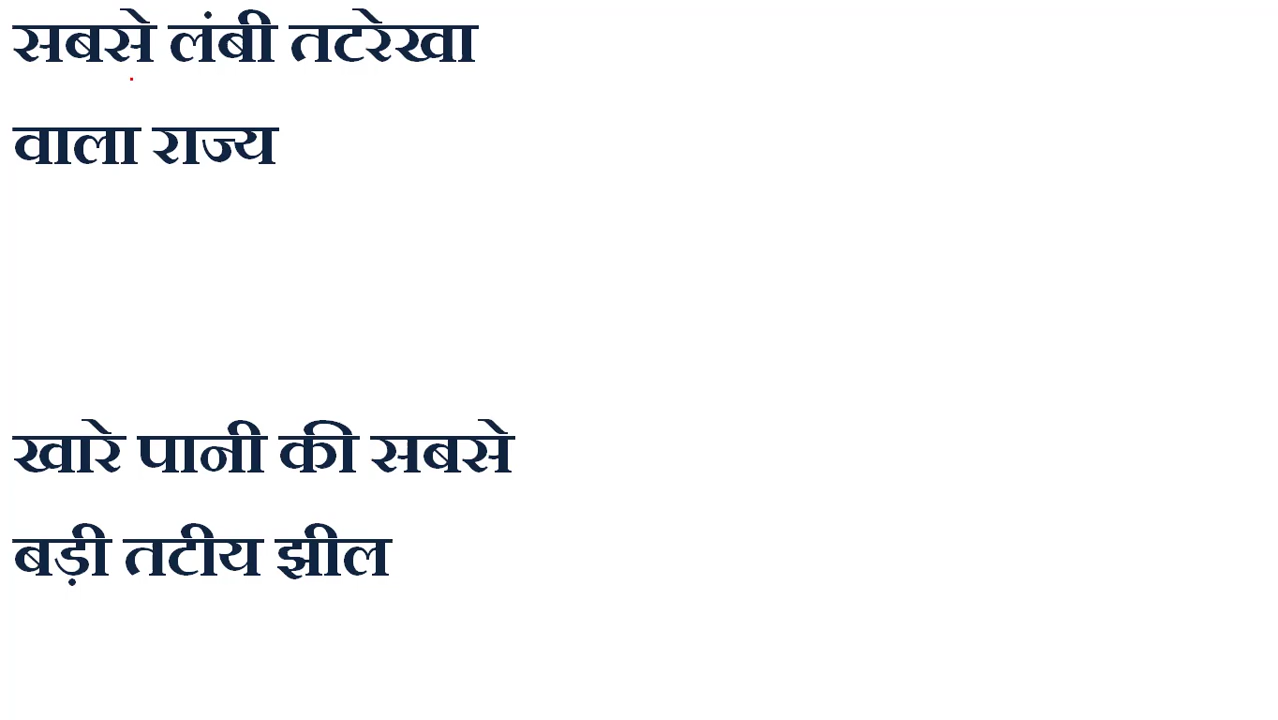 सबसे लंबी तटरेखा
वाला राज्य
खारे पानी की सबसे
बड़ी तटीय झील